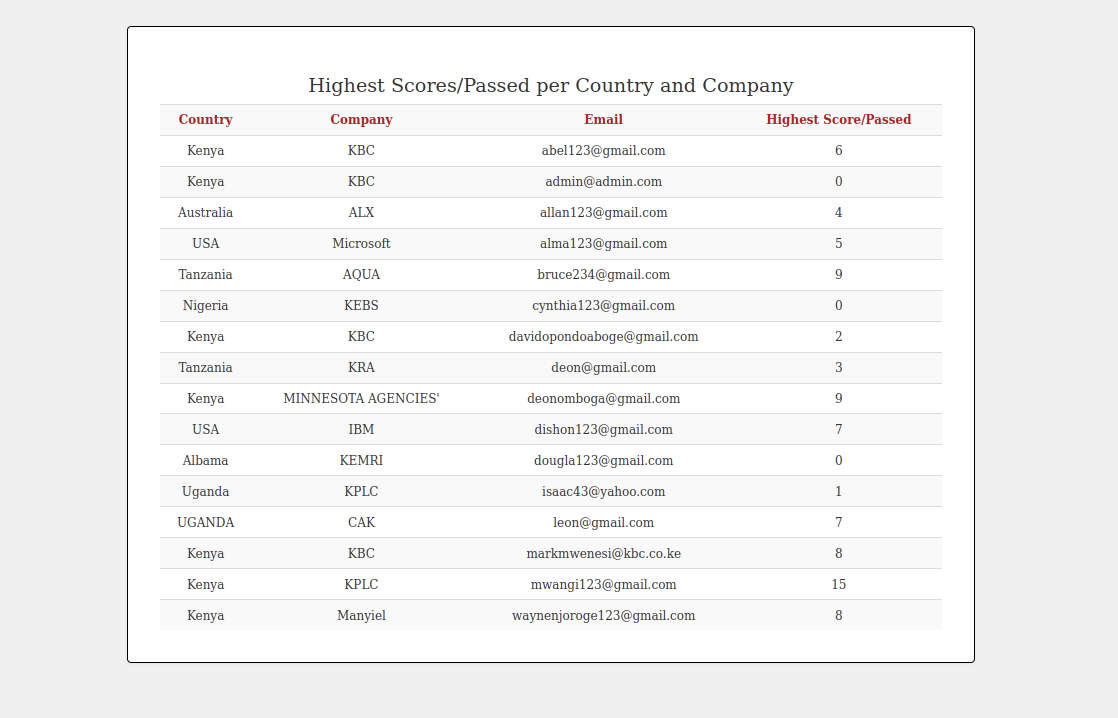 Highest Scores/Passed per Country and Company
Country Company Email Highest Score/Passed
Kenya KBC abel123@gmail.com 6
Kenya KBC admin@admin.com 0
Australia ALX allan123@gmail.com 4
USA Microsoft alma123@gmail.com 5
Tanzania AQUA bruce234@gmail.com 9
Nigeria KEBS cynthia123@gmail.com 0
Kenya KBC davidopondoaboge@gmail.com 2
Tanzania KRA deon@gmail.com 3
Kenya MINNESOTA AGENCIES' deonomboga@gmail.com 9
USA IBM dishon123@gmail.com 7
Albama KEMRI dougla123@gmail.com 0
Uganda KPLC isaac43@yahoo.com 1
UGANDA CAK leon@gmail.com 7
Kenya KBC markmwenesi@kbc.co.ke 8
Kenya KPLC mwangi123@gmail.com 15
Kenya Manyiel waynenjoroge123@gmail.com 8